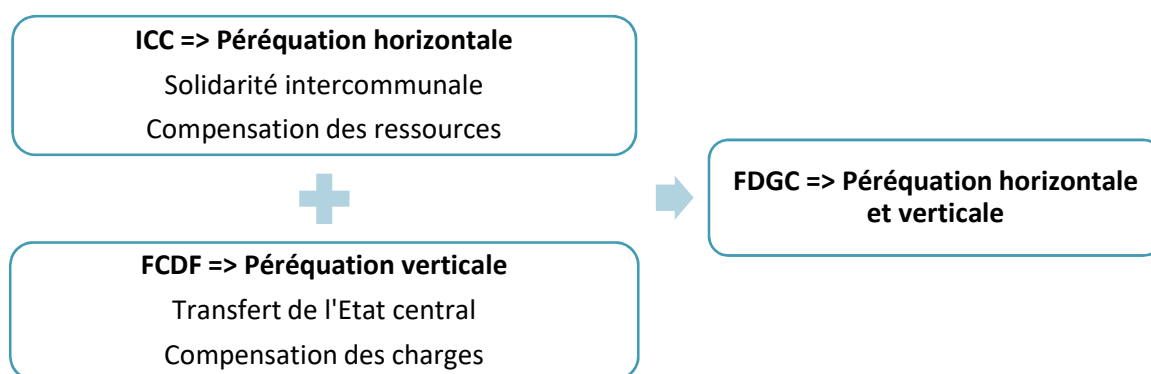 ICC => Péréquation horizontale
Solidarité intercommunale
Compensation des ressources
FDGC => Péréquation horizontale
et verticale
FCDF => Péréquation verticale
Transfert de l'Etat central
Compensation des charges